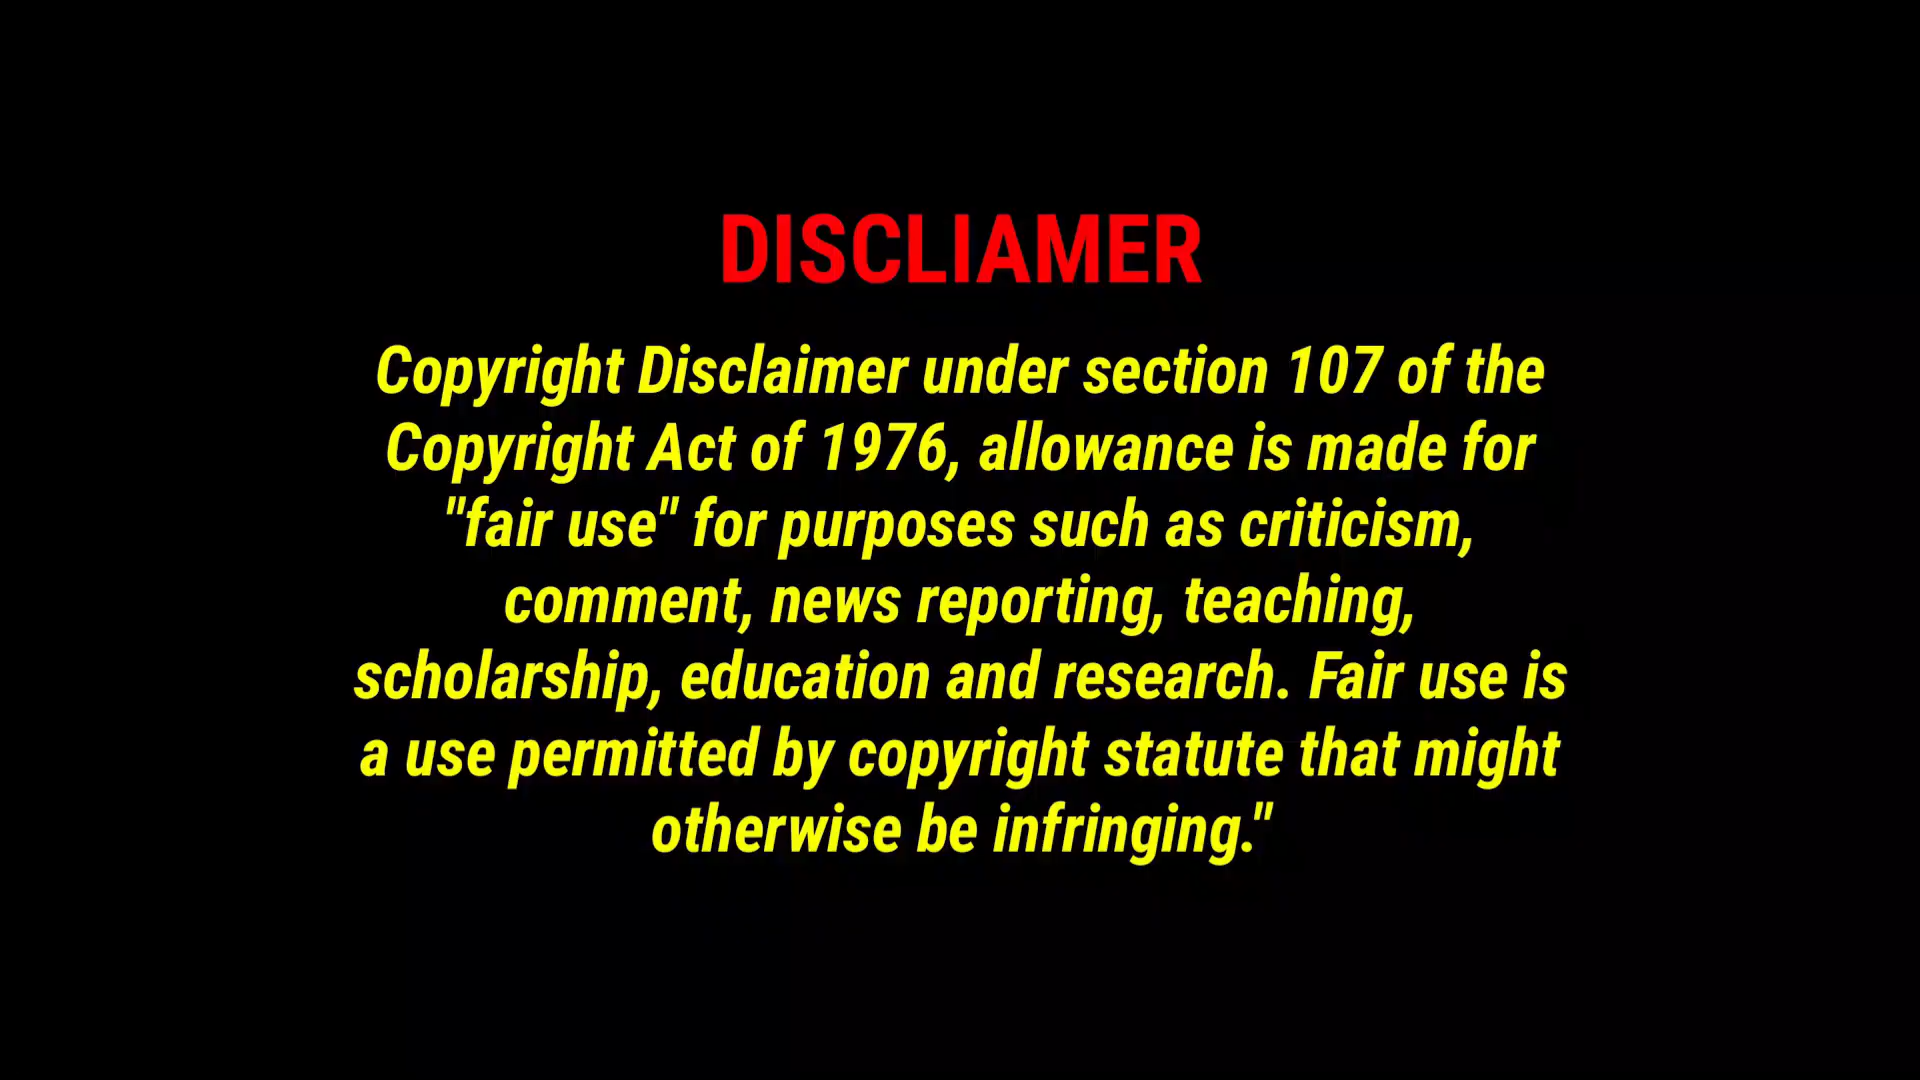 DISCLIAMER
Copyright Disclaimer under section 107 of the
Copyright Act of 1976, allowance is made for
"fair use" for purposes such as criticism,
comment, news reporting, teaching,
scholarship, education and research. Fair use is
a use permitted by copyright statute that might
otherwise be infringing."